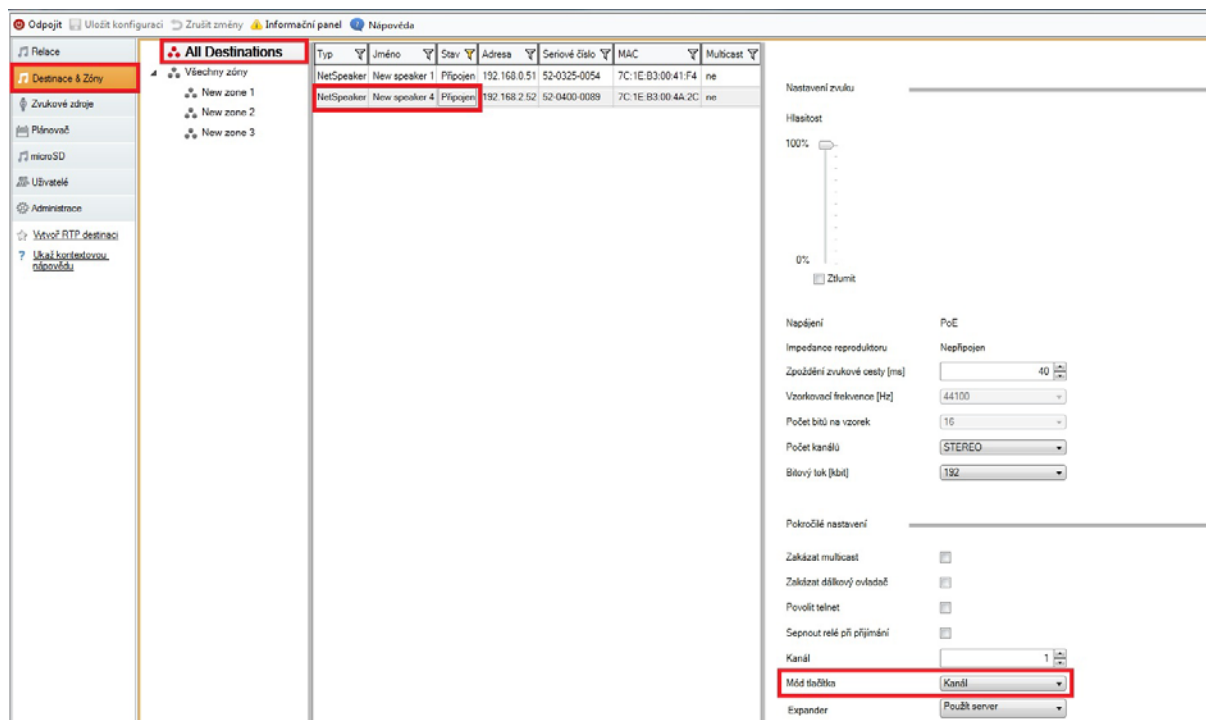 Odpojit Uložit konfiguraci Zrušit změny Informační panel Nápověda
Relace
Destinace & Zóny
Zvukové zdroje
Plánovač
microSD
Uživatelé
Administrace
Vytvoř RTP destinaci
Ukaž kontextovou
nápovědu
All Destinations
Všechny zóny
New zone 1
New zone 2
New zone 3
Typ Jméno Stav Adresa Seriové číslo MAC Multicast
NetSpeaker New speaker 1 Připojen 192.168.0.51 52-0325-0054 7C:1E:B3:00:41:F4 ne
NetSpeaker New speaker 4 Připojen 192.168.2.52 52-0400-0089 7C:1E:B3:00:4A:2C ne
Nastavení zvuku
Hlasitost
100%
0%
Ztlumit
Napájení PoE
Impedance reproduktoru Nepřipojen
Zpoždění zvukové cesty [ms] 40
Vzorkovací frekvence [Hz] 44100
Počet bitů na vzorek 16
Počet kanálů STEREO
Bitový tok [kbit] 192
Pokročilé nastavení
Zakázat multicast
Zakázat dálkový ovladač
Povolit telnet
Sepnout relé při přijímání
Kanál 1
Mód tlačítka Kanál
Expander Použít server